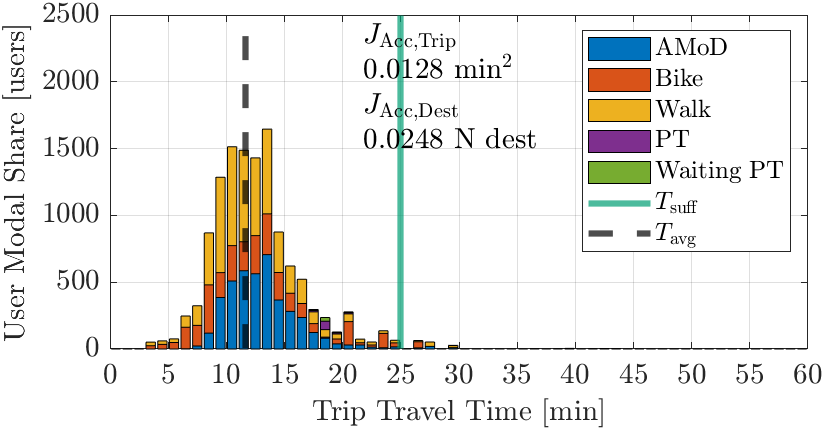 2500
2000
1500
1000
500
0
User Modal Share [users]
J_Acc,Trip
0.0128 min²
J_Acc,Dest
0.0248 N dest
AMoD
Bike
Walk
PT
Waiting PT
T_suff
T_avg
0 5 10 15 20 25 30 35 40 45 50 55 60
Trip Travel Time [min]